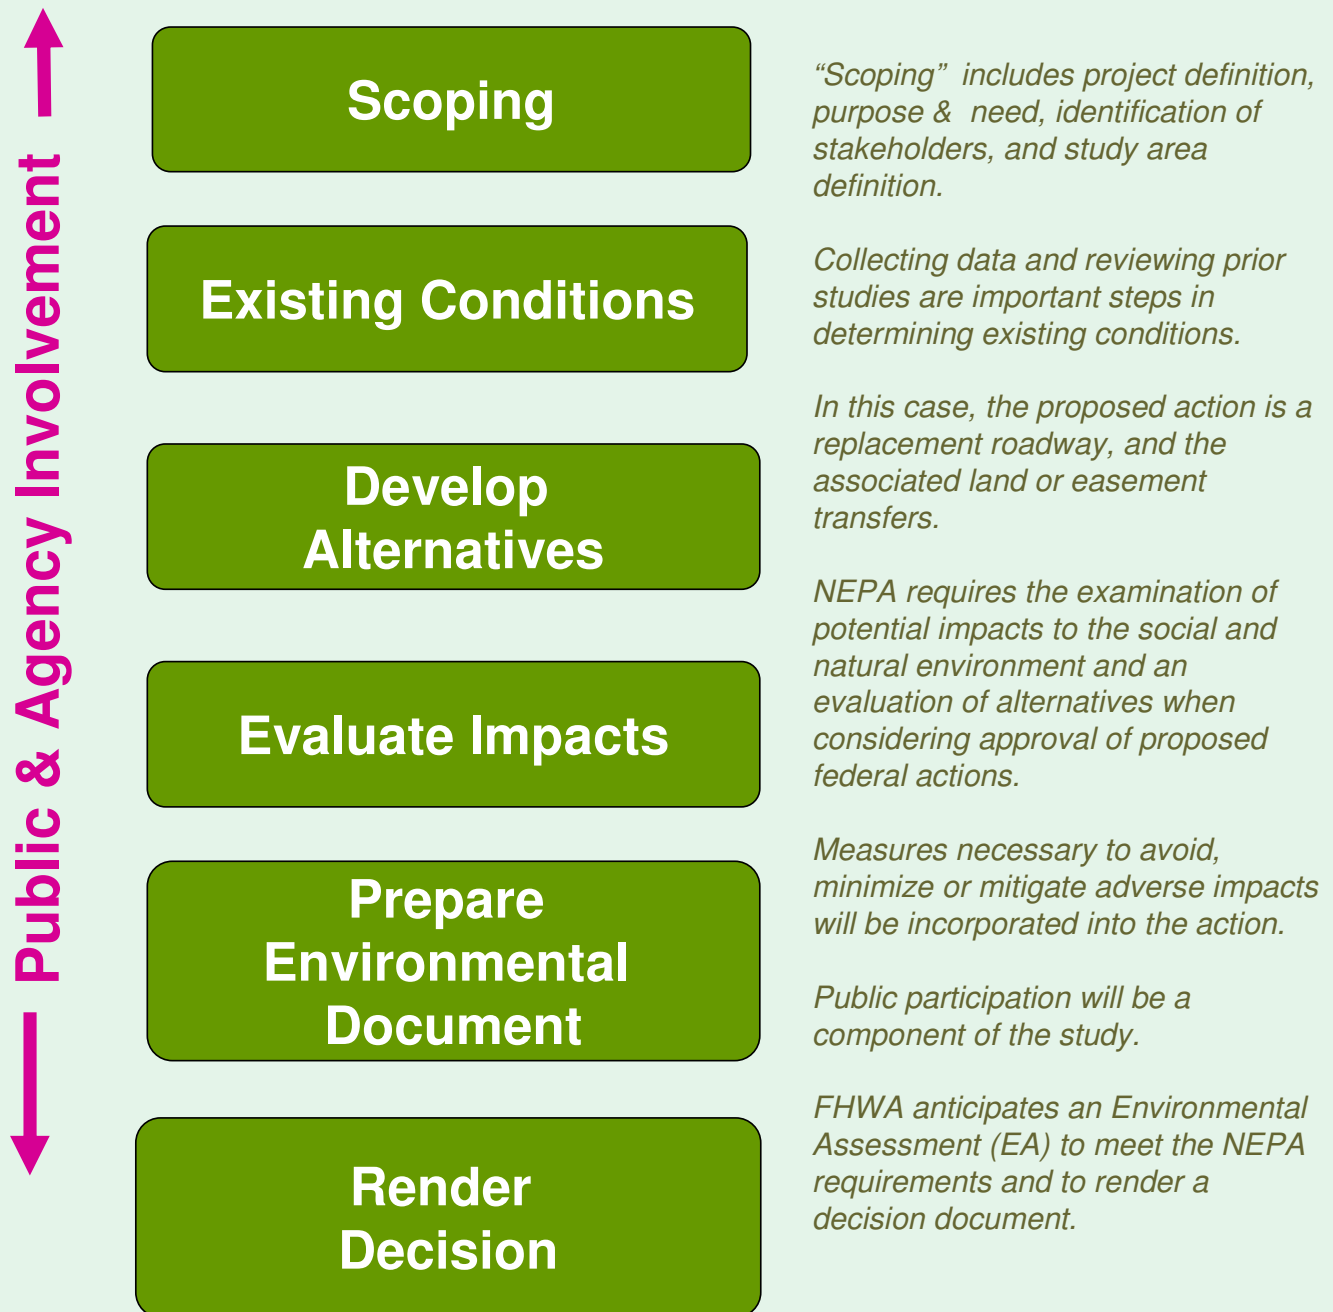 Public & Agency Involvement
Scoping
“Scoping” includes project definition,
purpose & need, identification of
stakeholders, and study area
definition.
Existing Conditions
Collecting data and reviewing prior
studies are important steps in
determining existing conditions.
Develop
Alternatives
In this case, the proposed action is a
replacement roadway, and the
associated land or easement
transfers.
Evaluate Impacts
NEPA requires the examination of
potential impacts to the social and
natural environment and an
evaluation of alternatives when
considering approval of proposed
federal actions.
Prepare
Environmental
Document
Measures necessary to avoid,
minimize or mitigate adverse impacts
will be incorporated into the action.
Public participation will be a
component of the study.
Render
Decision
FHWA anticipates an Environmental
Assessment (EA) to meet the NEPA
requirements and to render a
decision document.